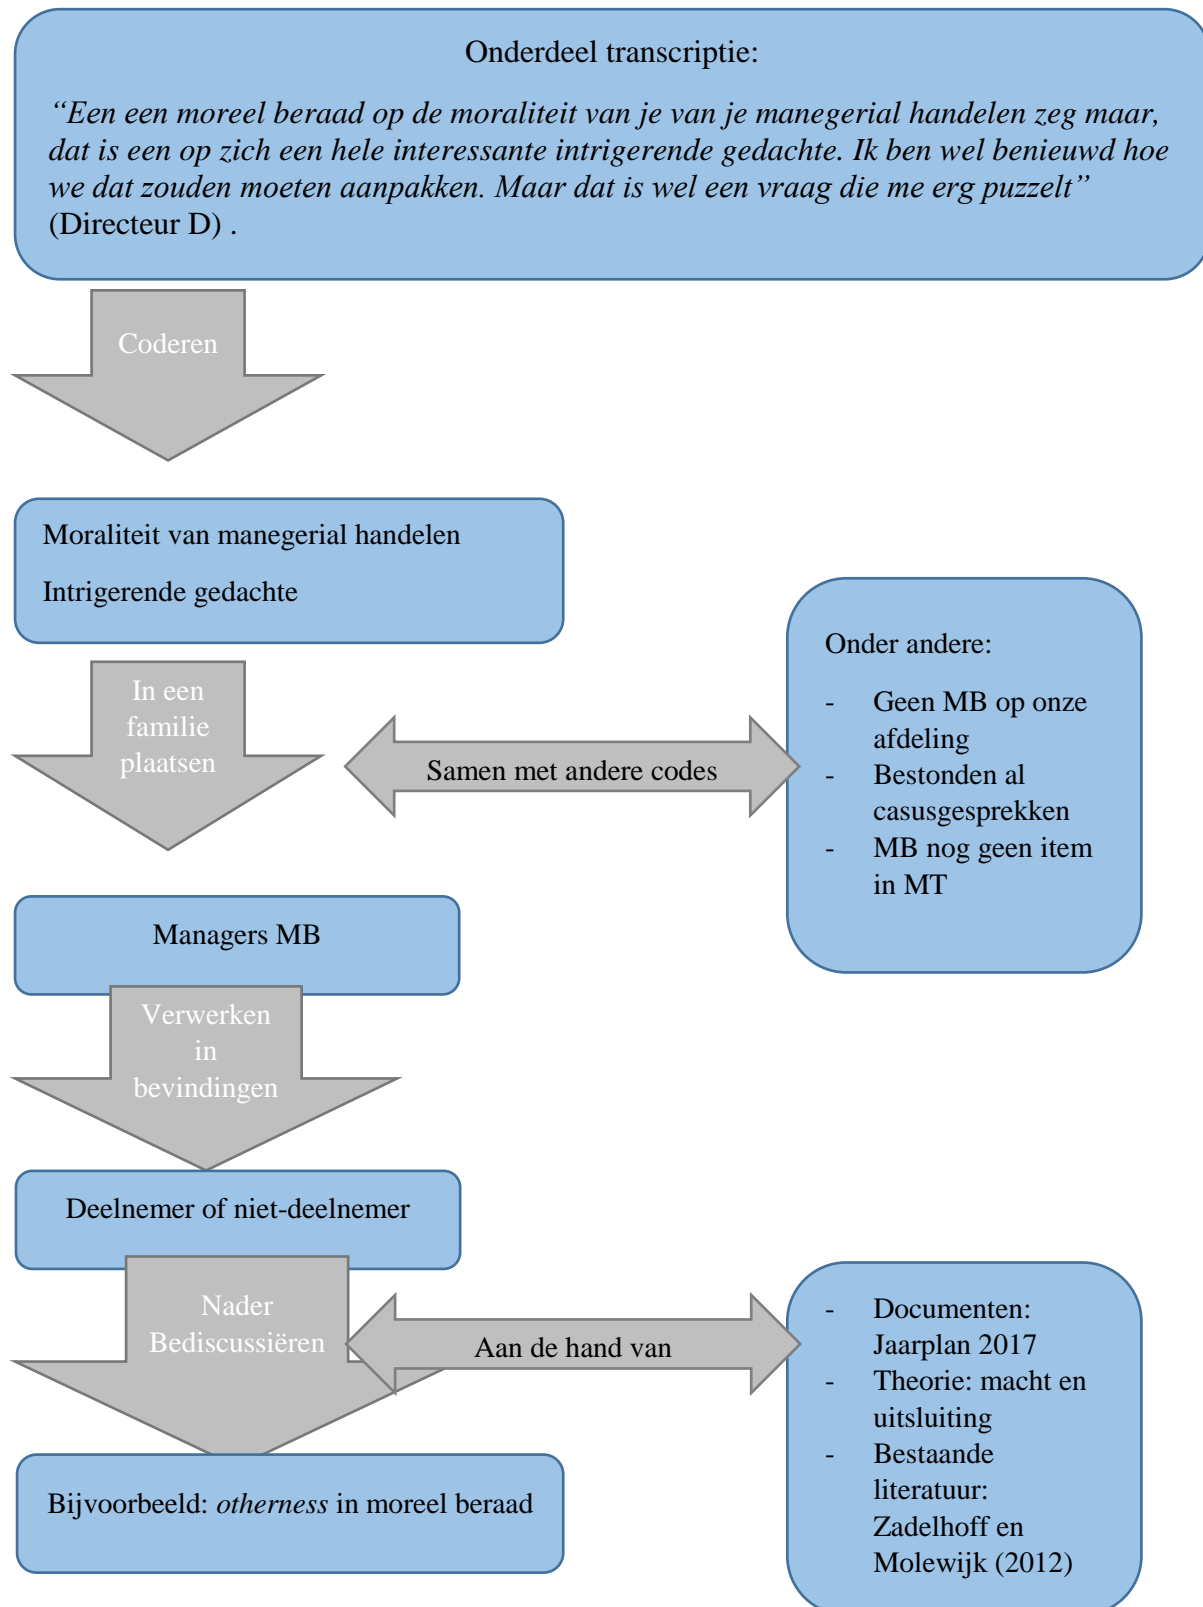 Onderdeel transcriptie:
“Een een moreel beraad op de moraliteit van je van je manegerial handelen zeg maar,
dat is een op zich een hele interessante intrigerende gedachte. Ik ben wel benieuwd hoe
we dat zouden moeten aanpakken. Maar dat is wel een vraag die me erg puzzelt”
(Directeur D) .
Coderen
Moraliteit van manegerial handelen
Intrigerende gedachte
In een
familie
plaatsen
Samen met andere codes
Onder andere:
- Geen MB op onze
afdeling
- Bestonden al
casusgesprekken
- MB nog geen item
in MT
Managers MB
Verwerken
in
bevindingen
Deelnemer of niet-deelnemer
Nader
Bediscussiëren
Aan de hand van
- Documenten:
Jaarplan 2017
- Theorie: macht en
uitsluiting
- Bestaande
literatuur:
Zadelhoff en
Molewijk (2012)
Bijvoorbeeld: otherness in moreel beraad